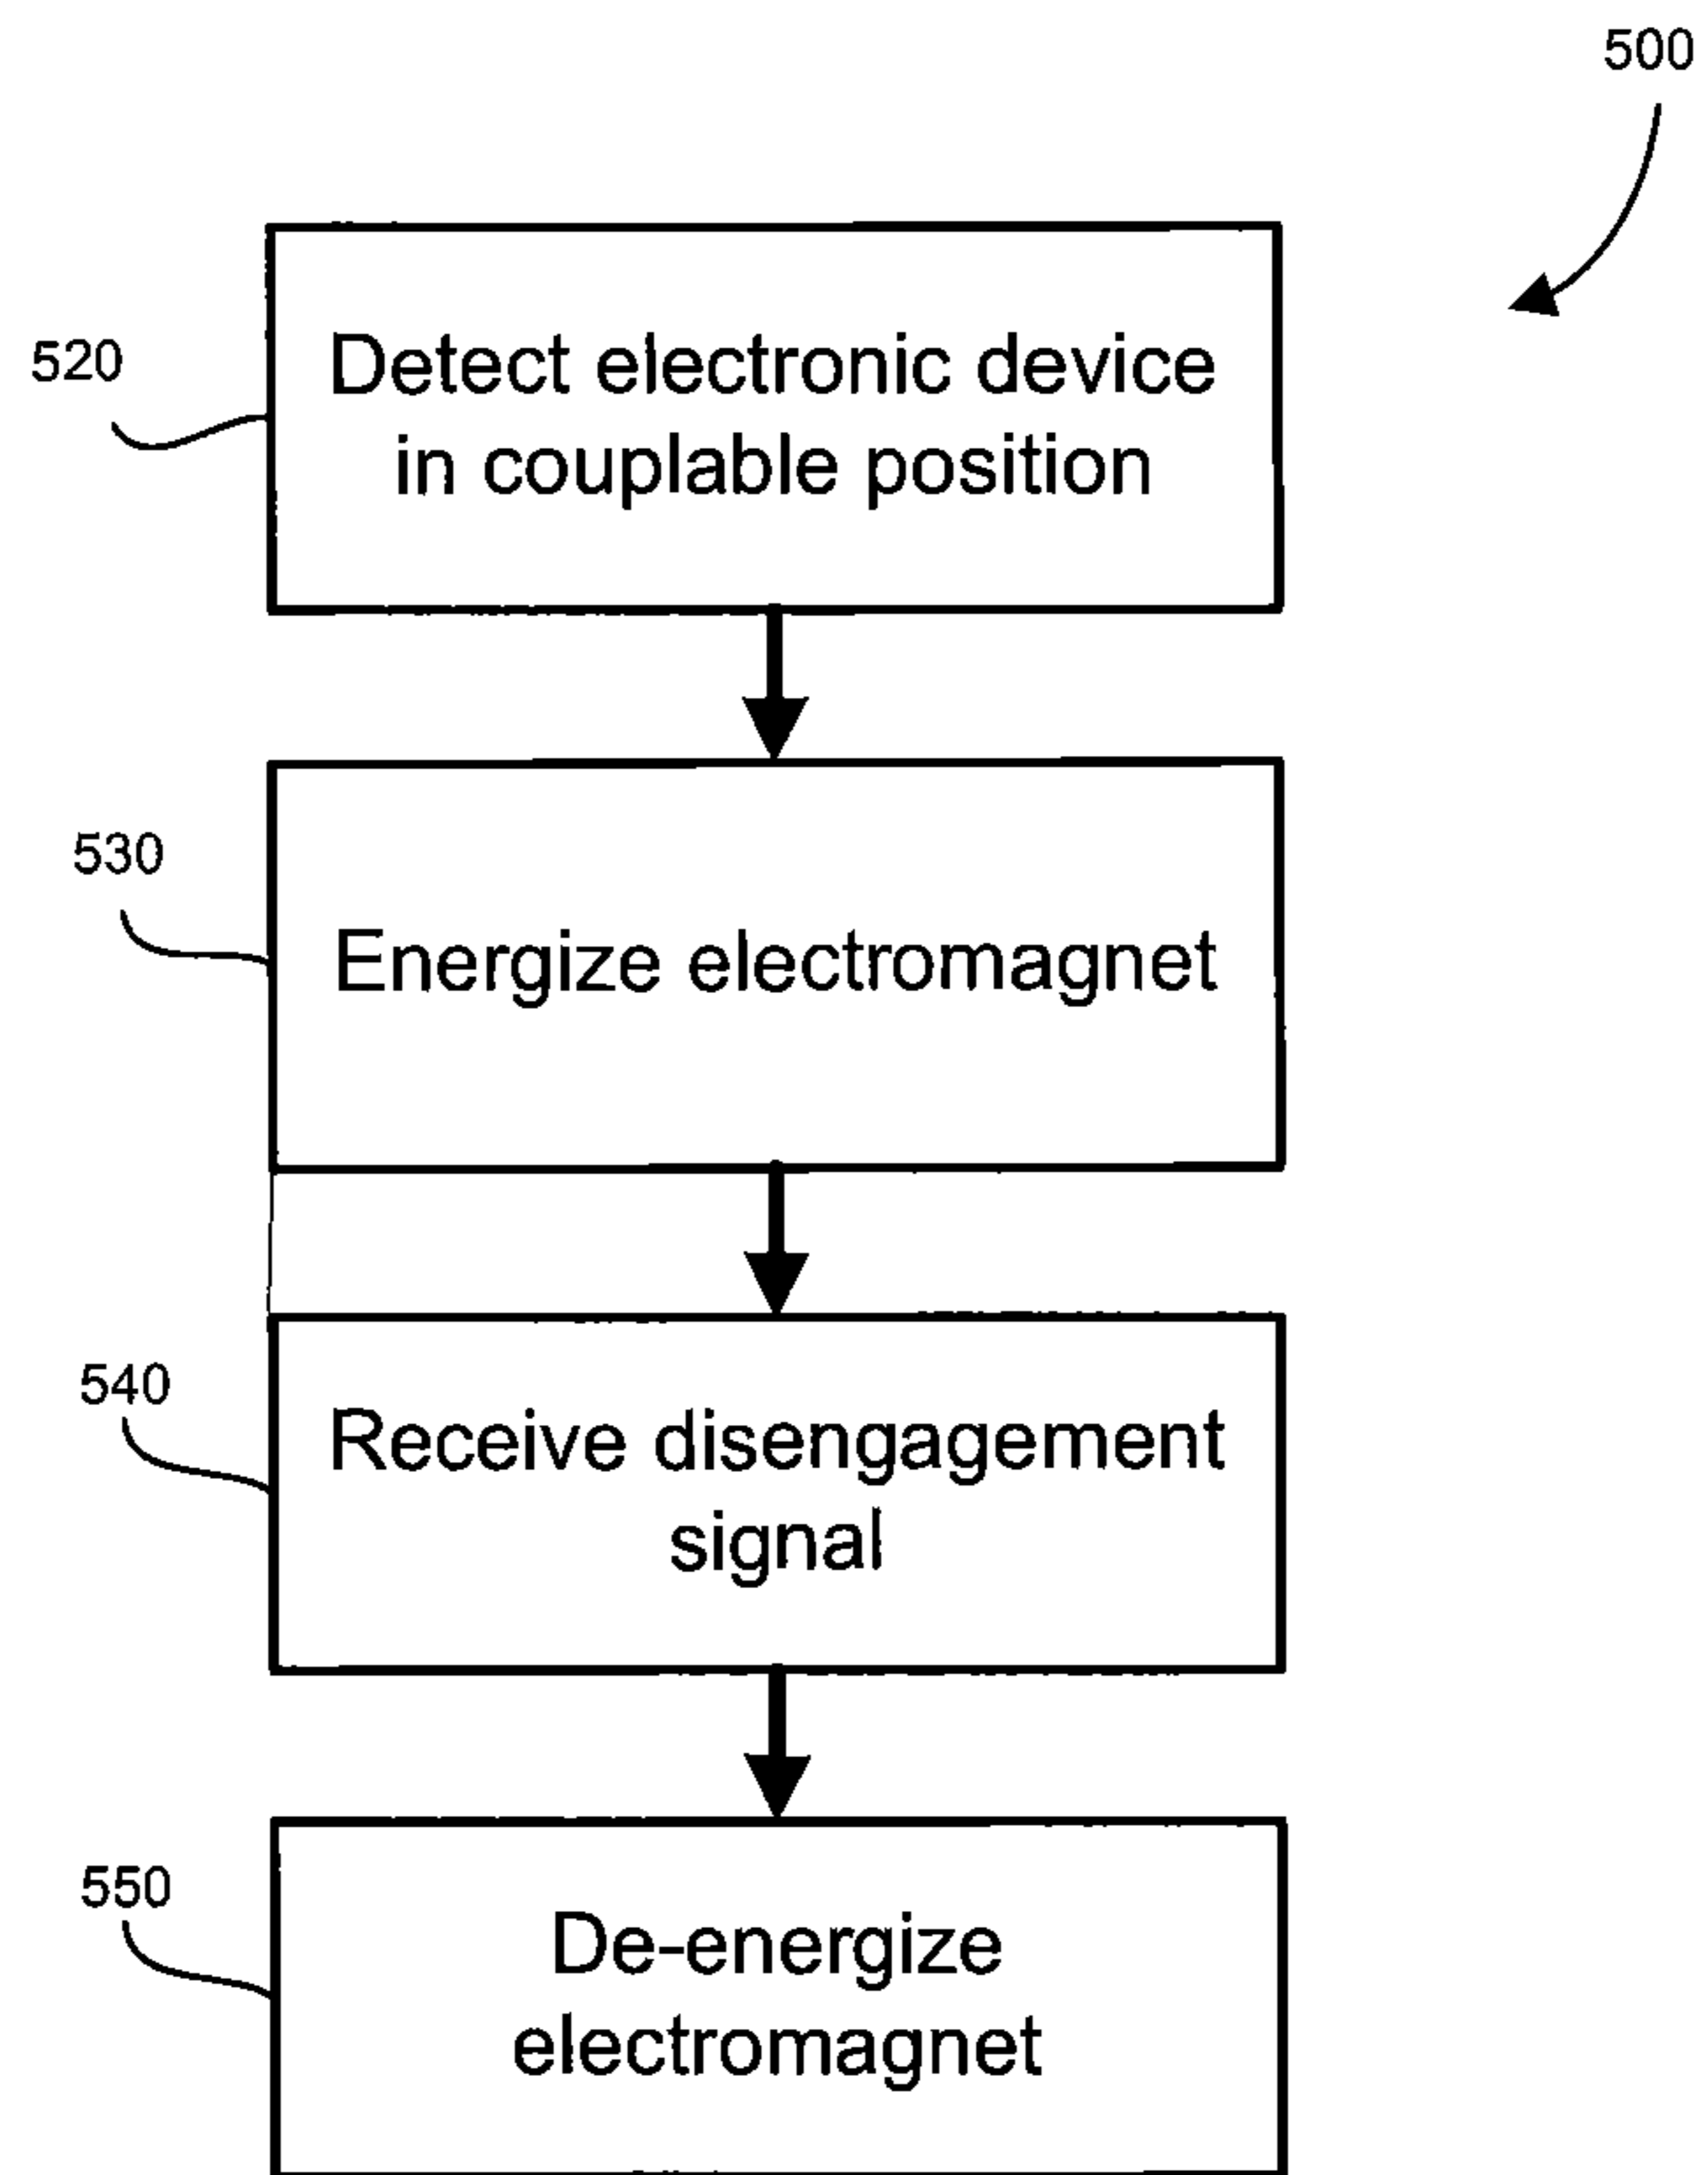 500
520
Detect electronic device
in couplable position
530
Energize electromagnet
540
Receive disengagement
signal
550
De-energize
electromagnet